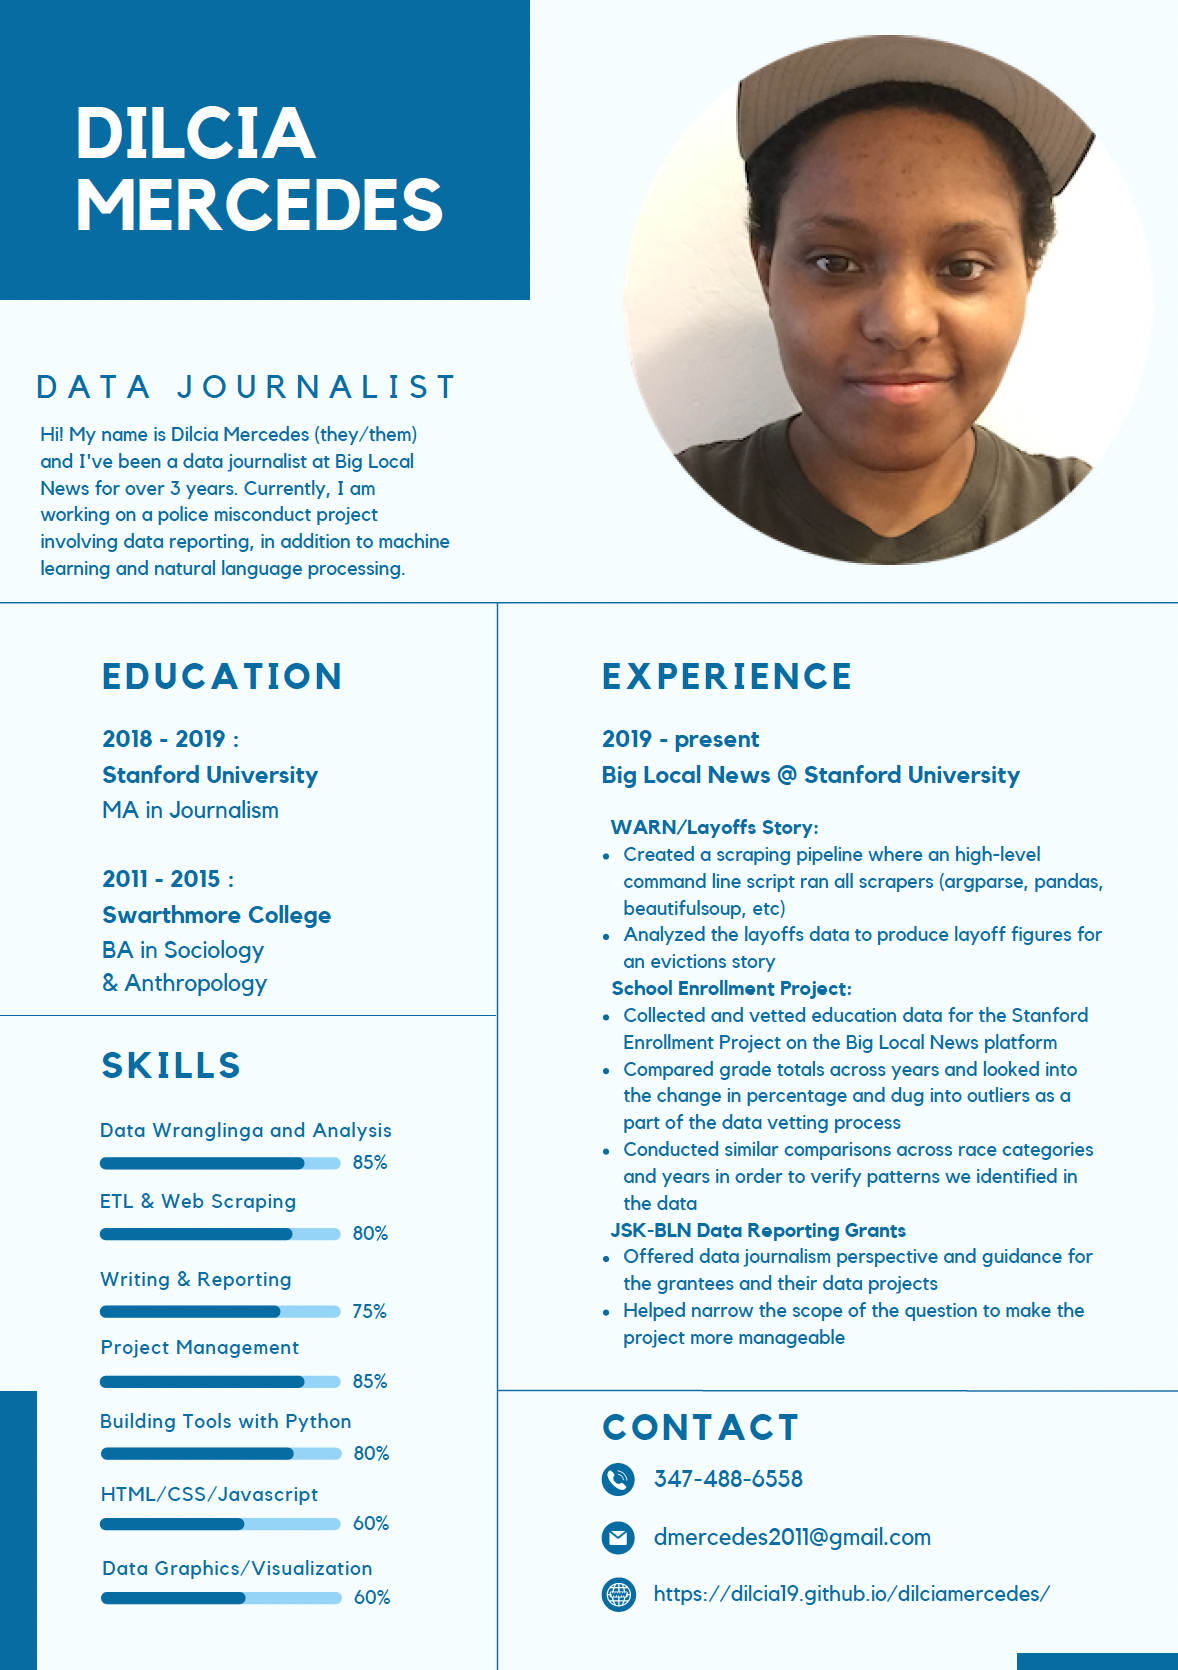 DILCIA
MERCEDES
DATA JOURNALIST
Hi! My name is Dilcia Mercedes (they/them)
and I've been a data journalist at Big Local
News for over 3 years. Currently, I am
working on a police misconduct project
involving data reporting, in addition to machine
learning and natural language processing.
EDUCATION
2018 - 2019 :
Stanford University
MA in Journalism
2011 - 2015 :
Swarthmore College
BA in Sociology
& Anthropology
SKILLS
Data Wranglinga and Analysis
85%
ETL & Web Scraping
80%
Writing & Reporting
75%
Project Management
85%
Building Tools with Python
80%
HTML/CSS/Javascript
60%
Data Graphics/Visualization
60%
EXPERIENCE
2019 - present
Big Local News @ Stanford University
WARN/Layoffs Story:
• Created a scraping pipeline where an high-level
command line script ran all scrapers (argparse, pandas,
beautifulsoup, etc)
• Analyzed the layoffs data to produce layoff figures for
an evictions story
School Enrollment Project:
• Collected and vetted education data for the Stanford
Enrollment Project on the Big Local News platform
• Compared grade totals across years and looked into
the change in percentage and dug into outliers as a
part of the data vetting process
• Conducted similar comparisons across race categories
and years in order to verify patterns we identified in
the data
JSK-BLN Data Reporting Grants
• Offered data journalism perspective and guidance for
the grantees and their data projects
• Helped narrow the scope of the question to make the
project more manageable
CONTACT
347-488-6558
dmercedes2011@gmail.com
https://dilcia19.github.io/dilciamercedes/